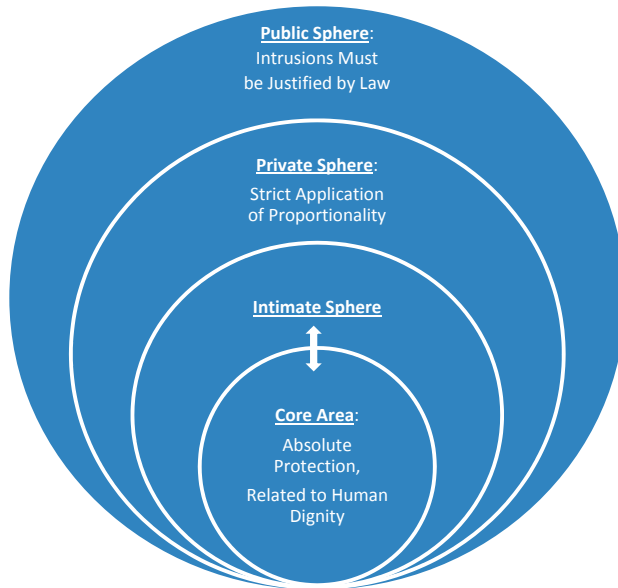 Public Sphere:
Intrusions Must
be Justified by Law
Private Sphere:
Strict Application
of Proportionality
Intimate Sphere
Core Area:
Absolute
Protection,
Related to Human
Dignity